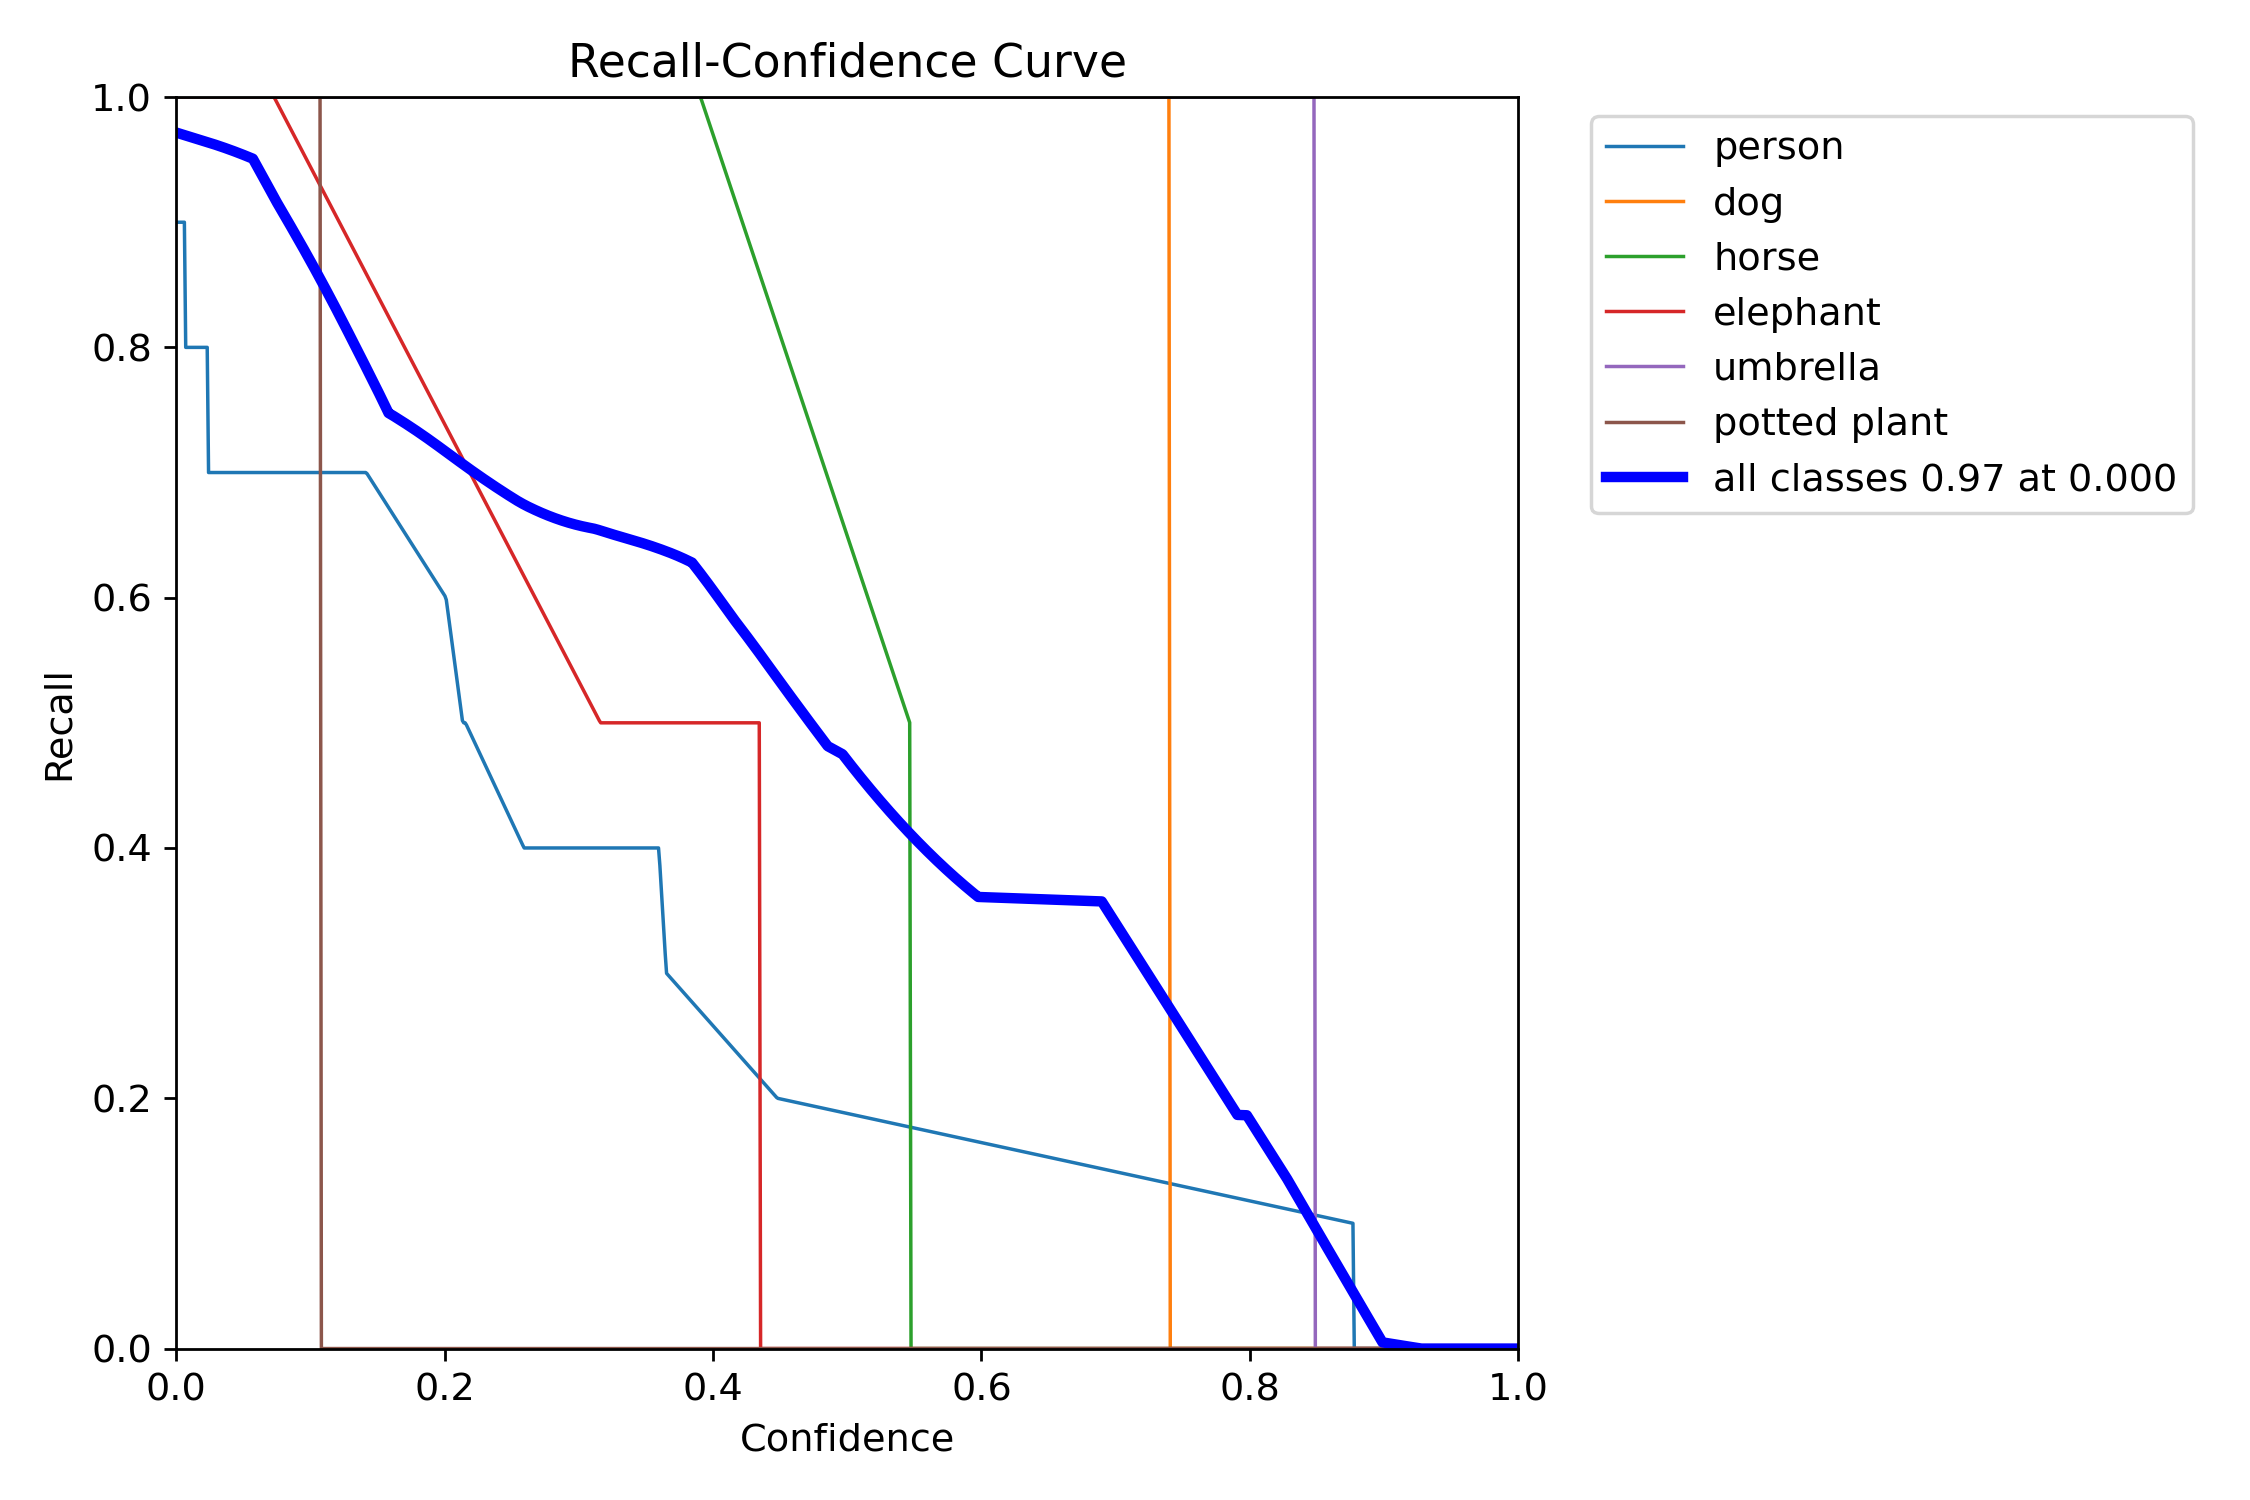 Recall-Confidence Curve
1.0
0.8
0.6
0.4
0.2
0.0
Recall
0.0 0.2 0.4 0.6 0.8 1.0
Confidence
person
dog
horse
elephant
umbrella
potted plant
all classes 0.97 at 0.000